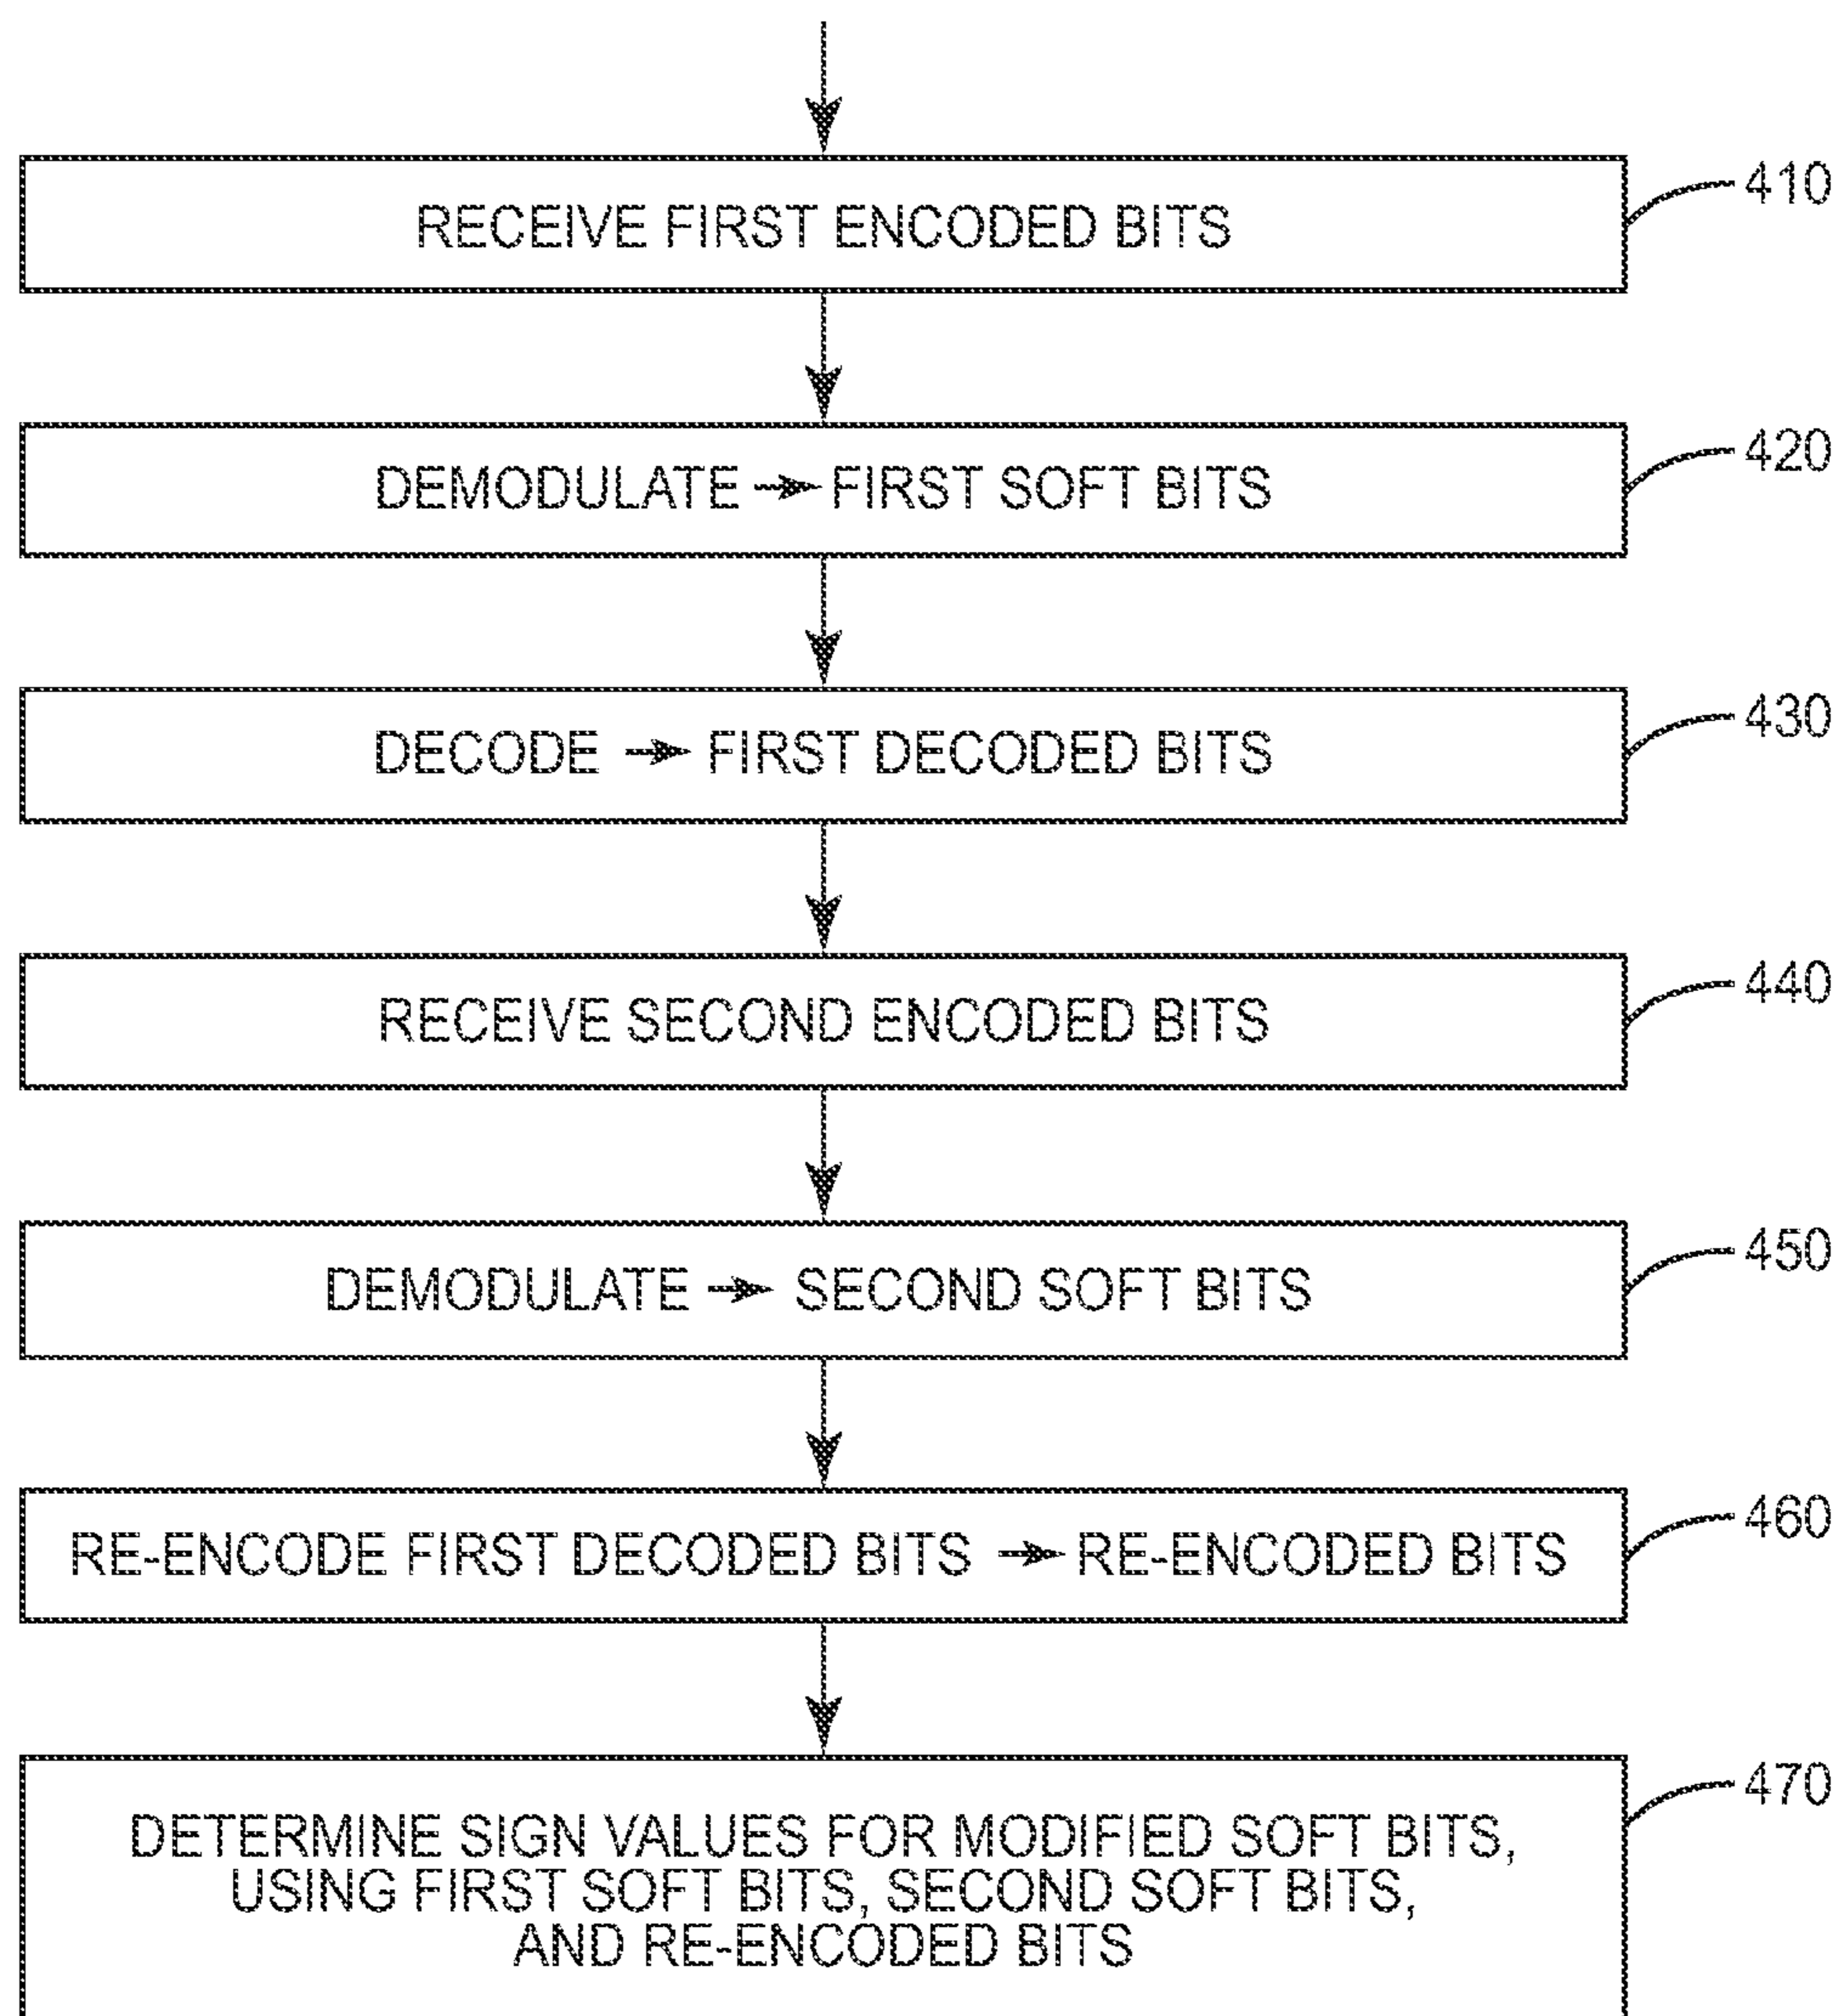 RECEIVE FIRST ENCODED BITS
410
DEMODULATE → FIRST SOFT BITS
420
DECODE → FIRST DECODED BITS
430
RECEIVE SECOND ENCODED BITS
440
DEMODULATE → SECOND SOFT BITS
450
RE-ENCODE FIRST DECODED BITS → RE-ENCODED BITS
460
DETERMINE SIGN VALUES FOR MODIFIED SOFT BITS,
USING FIRST SOFT BITS, SECOND SOFT BITS,
AND RE-ENCODED BITS
470